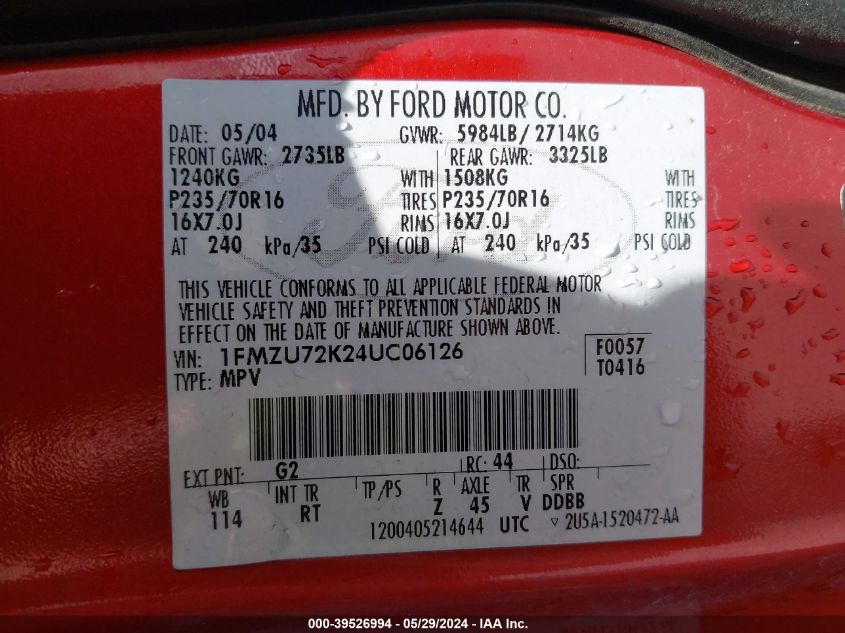 MFD. BY FORD MOTOR CO.
DATE: 05/04 GVWR: 5984LB/ 2714KG
FRONT GAWR: 2735LB REAR GAWR: 3325LB
1240KG WITH 1508KG WITH
P235/70R16 TIRES P235/70R16 TIRES
16X7.0J RIMS 16X7.0J RIMS
AT 240 kPa/35 PSI COLD AT 240 kPa/35 PSI COLD
THIS VEHICLE CONFORMS TO ALL APPLICABLE FEDERAL MOTOR
VEHICLE SAFETY AND THEFT PREVENTION STANDARDS IN
EFFECT ON THE DATE OF MANUFACTURE SHOWN ABOVE.
VIN: 1FMZU72K24UC06126 F0057
TYPE: MPV T0416
EXT PNT: G2 RC: 44 DSO:
WB INT TR TP/PS R AXLE TR SPR
114 RT Z 45 V DDBB
1200405214644 UTC ▽ 2U5A-1520472-AA
000-39526994 - 05/29/2024 - IAA Inc.